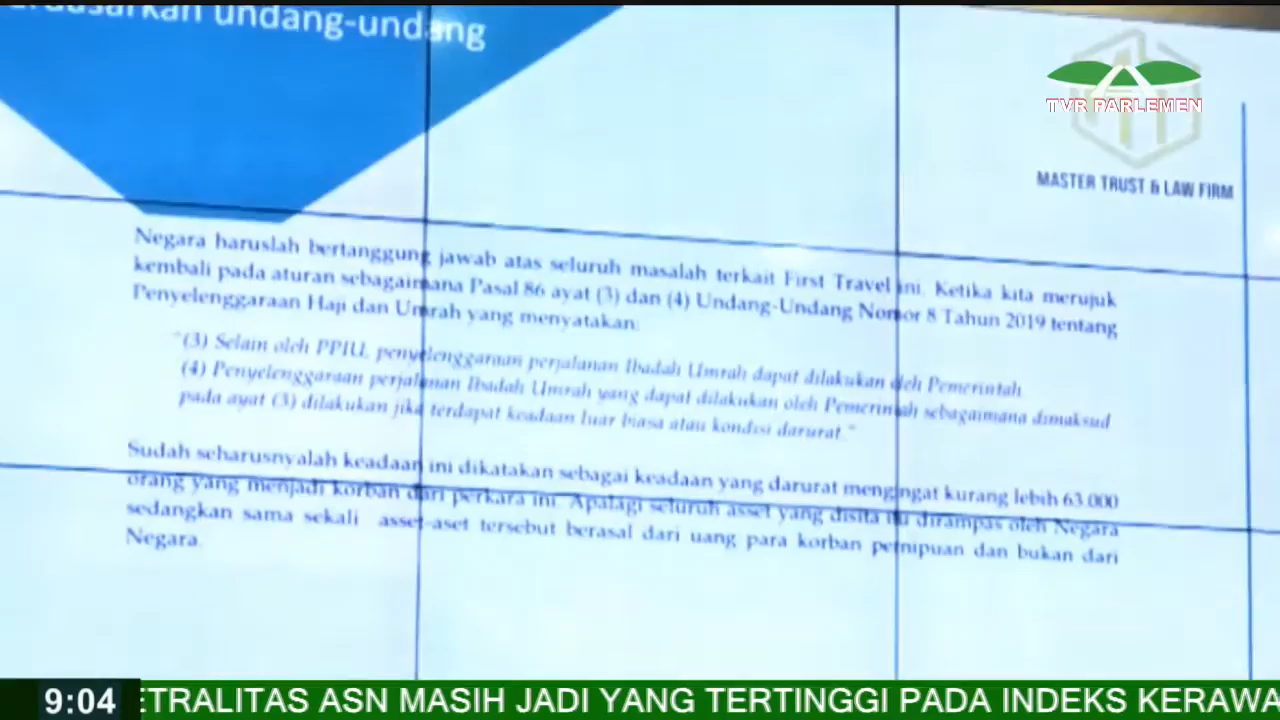 undang-undang
TVR PARLEMEN
MASTER TRUST & LAW FIRM
Negara haruslah bertanggung jawab atas seluruh masalah terkait First Travel ini. Ketika kita merujuk
kembali pada aturan sebagaimana Pasal 86 ayat (3) dan (4) Undang-Undang Nomor 8 Tahun 2019 tentang
Penyelenggaraan Haji dan Umrah yang menyatakan:
"(3) Selain oleh PPIU, penyelenggaraan perjalanan Ibadah Umrah dapat dilakukan oleh Pemerintah.
(4) Penyelenggaraan perjalanan Ibadah Umrah yang dapat dilakukan oleh Pemerintah sebagaimana dimaksud
pada ayat (3) dilakukan jika terdapat keadaan luar biasa atau kondisi darurat."
Sudah seharusnyalah keadaan ini dikatakan sebagai keadaan yang darurat mengingat kurang lebih 63.000
orang yang menjadi korban dari perkara ini. Apalagi seluruh asset yang disita itu dirampas oleh Negara
sedangkan sama sekali asset-aset tersebut berasal dari uang para korban penipuan dan bukan dari
Negara.
9:04 ETRALITAS ASN MASIH JADI YANG TERTINGGI PADA INDEKS KERAWA